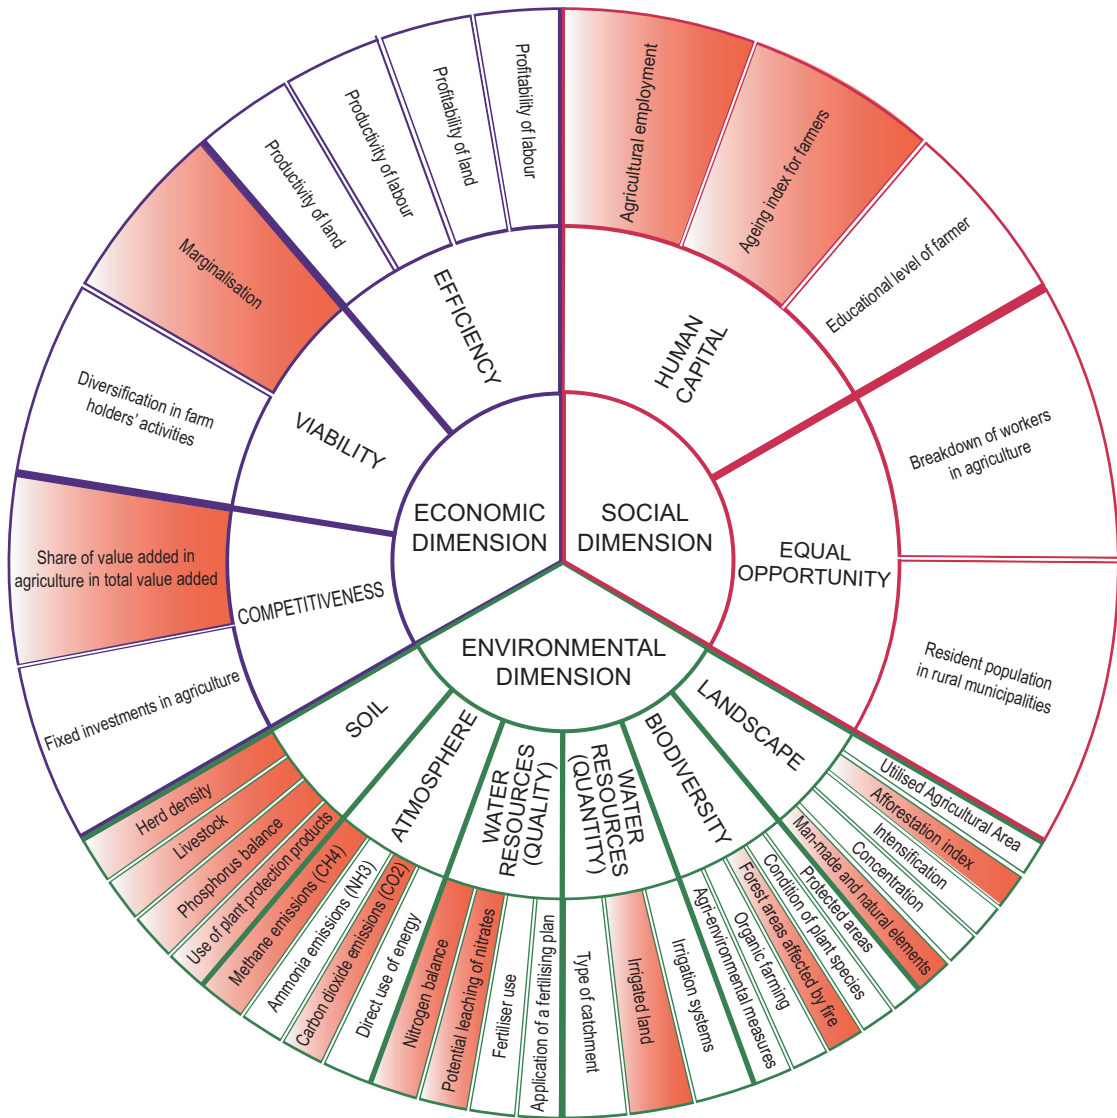 ECONOMIC
DIMENSION
EFFICIENCY
Profitability of labour
Profitability of land
Productivity of labour
Productivity of land
VIABILITY
Marginalisation
Diversification in farm
holders' activities
COMPETITIVENESS
Share of value added in
agriculture in total value added
Fixed investments in agriculture
SOCIAL
DIMENSION
HUMAN
CAPITAL
Agricultural employment
Ageing index for farmers
Educational level of farmer
EQUAL
OPPORTUNITY
Breakdown of workers
in agriculture
Resident population
in rural municipalities
ENVIRONMENTAL
DIMENSION
SOIL
Herd density
Livestock
Phosphorus balance
Use of plant protection products
ATMOSPHERE
Methane emissions (CH4)
Ammonia emissions (NH3)
Carbon dioxide emissions (CO2)
Direct use of energy
WATER
RESOURCES
(QUALITY)
Nitrogen balance
Potential leaching of nitrates
Fertiliser use
Application of a fertilising plan
WATER
RESOURCES
(QUANTITY)
Type of catchment
Irrigated land
Irrigation systems
BIODIVERSITY
Agri-environmental measures
Organic farming
Forest areas affected by fire
Condition of plant species
Protected areas
LANDSCAPE
Man-made and natural elements
Concentration
Intensification
Afforestation index
Utilised Agricultural Area